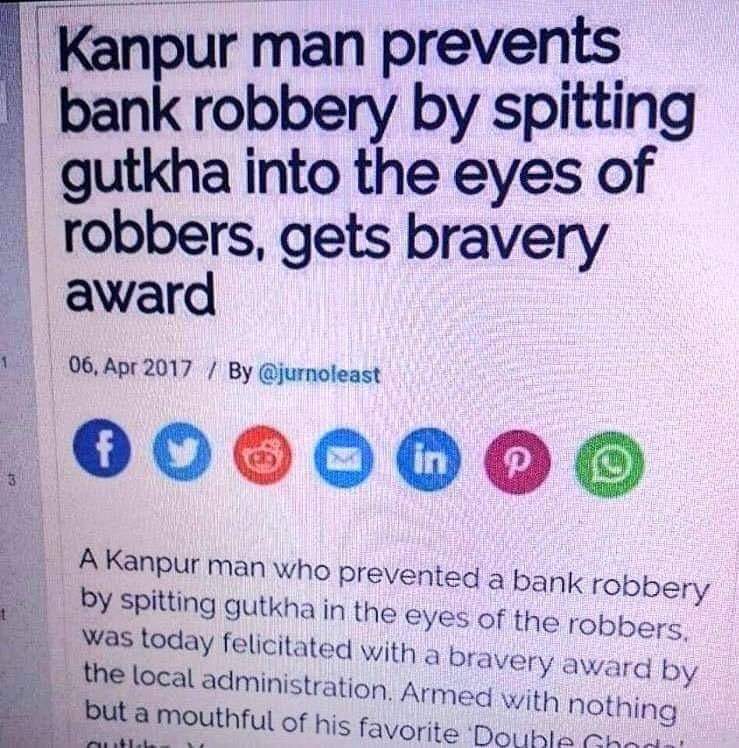 Kanpur man prevents
bank robbery by spitting
gutkha into the eyes of
robbers, gets bravery
award
06, Apr 2017 / By @jurnoleast
1
3
t
A Kanpur man who prevented a bank robbery
by spitting gutkha in the eyes of the robbers,
was today felicitated with a bravery award by
the local administration. Armed with nothing
but a mouthful of his favorite 'Double